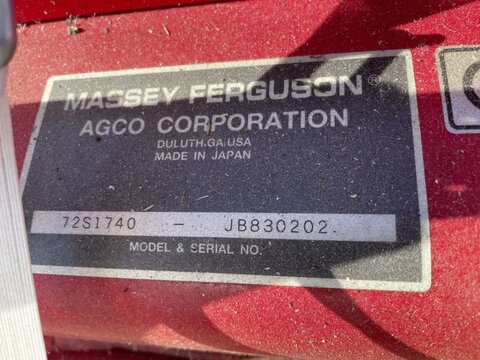 MASSEY FERGUSON®
AGCO CORPORATION
DULUTH,GA,USA
MADE IN JAPAN
72S1740 - JB830202.
MODEL & SERIAL NO.